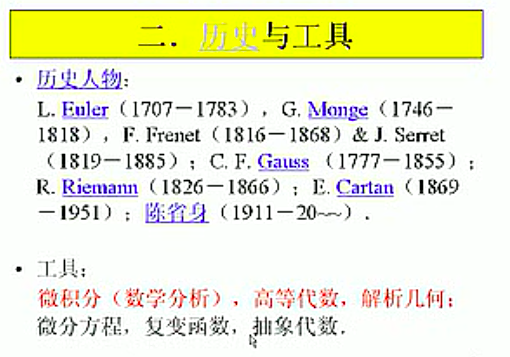 二．历史与工具
• 历史人物：
L. Euler（1707－1783），G. Monge（1746－
1818），F. Frenet（1816－1868）& J. Serret
（1819－1885）；C. F. Gauss （1777－1855）；
R. Riemann（1826－1866）；E. Cartan（1869
－1951）；陈省身（1911－20~~）.
• 工具：
微积分（数学分析），高等代数，解析几何；
微分方程，复变函数，抽象代数.